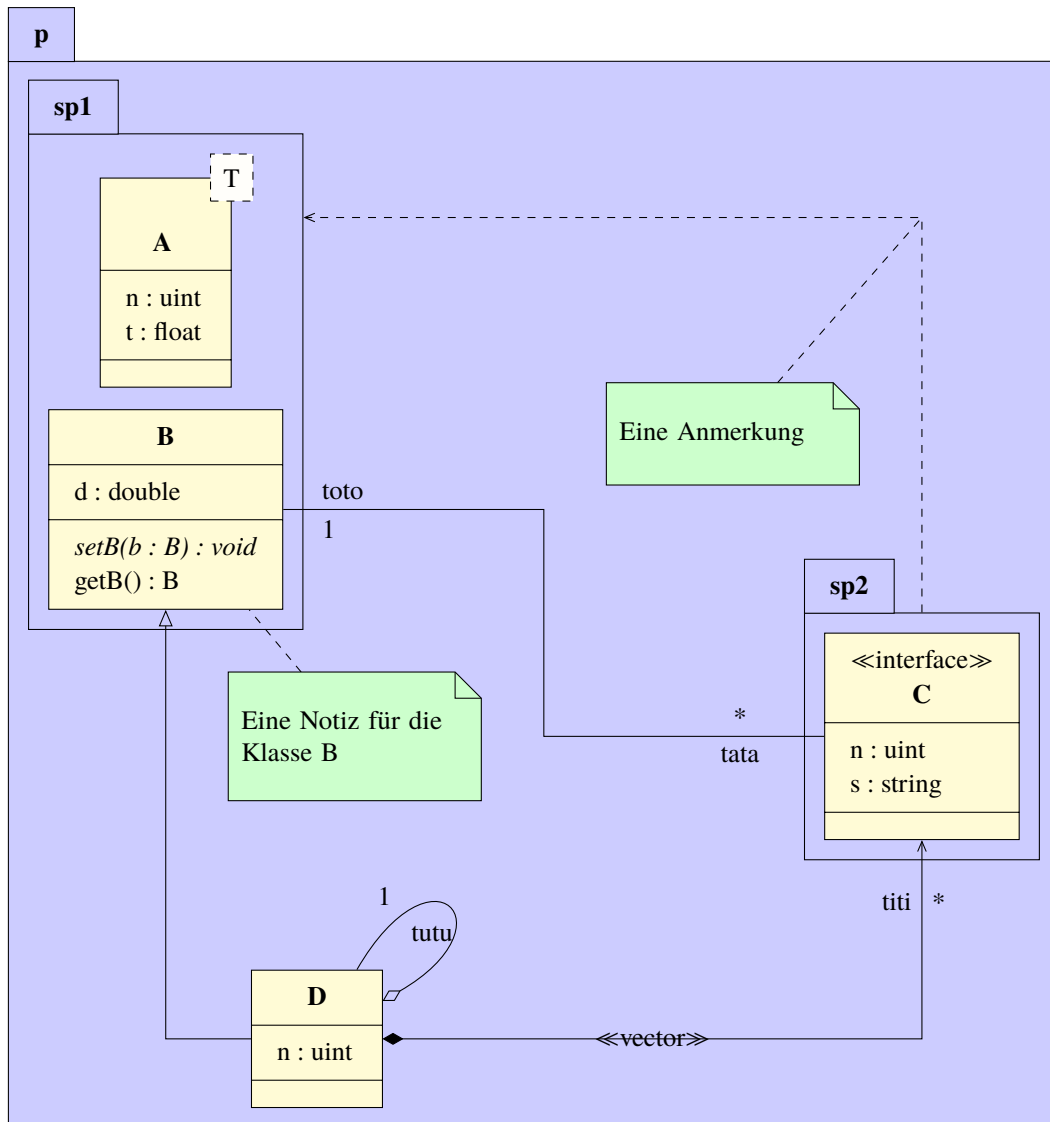 p
sp1
T
A
n : uint
t : float
B
d : double
setB(b : B) : void
getB() : B
toto
1
Eine Anmerkung
sp2
≪interface≫
C
n : uint
s : string
*
tata
Eine Notiz für die
Klasse B
titi
*
1
tutu
D
n : uint
≪vector≫